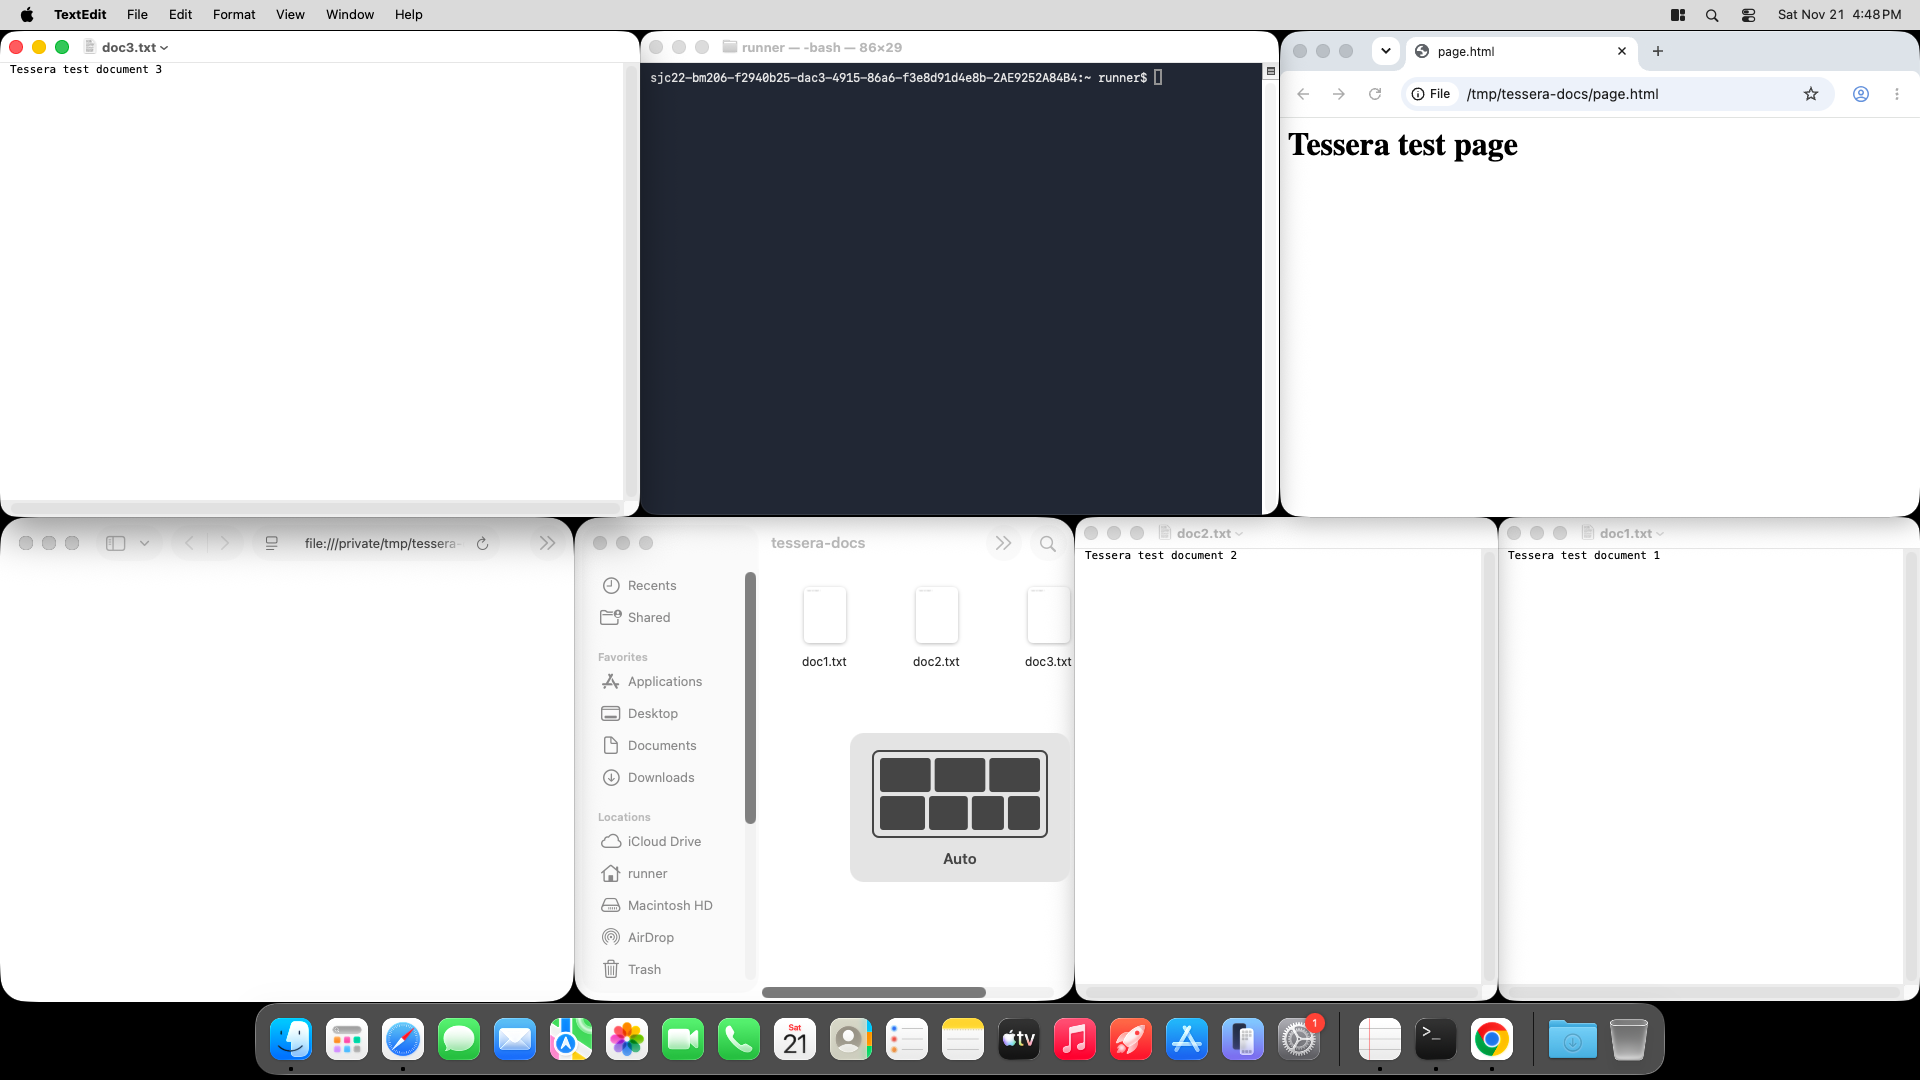 TextEdit File Edit Format View Window Help
Sat Nov 21 4:48 PM
doc3.txt
Tessera test document 3
runner — -bash — 86×29
sjc22-bm206-f2940b25-dac3-4915-86a6-f3e8d91d4e8b-2AE9252A84B4:~ runner$
page.html
File /tmp/tessera-docs/page.html
Tessera test page
file:///private/tmp/tessera-
tessera-docs
Recents
Shared
Favorites
Applications
Desktop
Documents
Downloads
Locations
iCloud Drive
runner
Macintosh HD
AirDrop
Trash
doc1.txt doc2.txt doc3.txt
Auto
doc2.txt
Tessera test document 2
doc1.txt
Tessera test document 1
Sat
21
tv
1